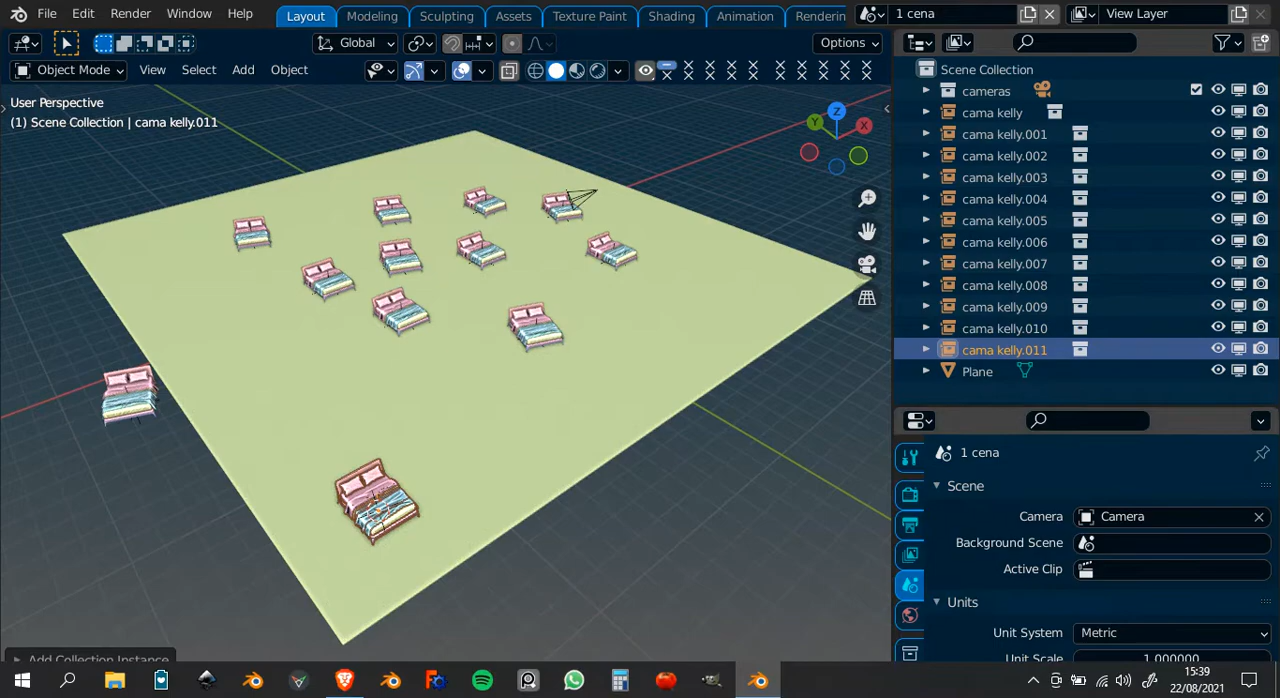 File Edit Render Window Help Layout Modeling Sculpting Assets Texture Paint Shading Animation Renderin 1 cena View Layer
Global Options
Object Mode View Select Add Object
User Perspective
(1) Scene Collection | cama kelly.011
Z
Y
X
Scene Collection
cameras
cama kelly
cama kelly.001
cama kelly.002
cama kelly.003
cama kelly.004
cama kelly.005
cama kelly.006
cama kelly.007
cama kelly.008
cama kelly.009
cama kelly.010
cama kelly.011
Plane
1 cena
Scene
Camera Camera
Background Scene
Active Clip
Units
Unit System Metric
Unit Scale 1.000000
Add Collection Instance
15:39
22/08/2021